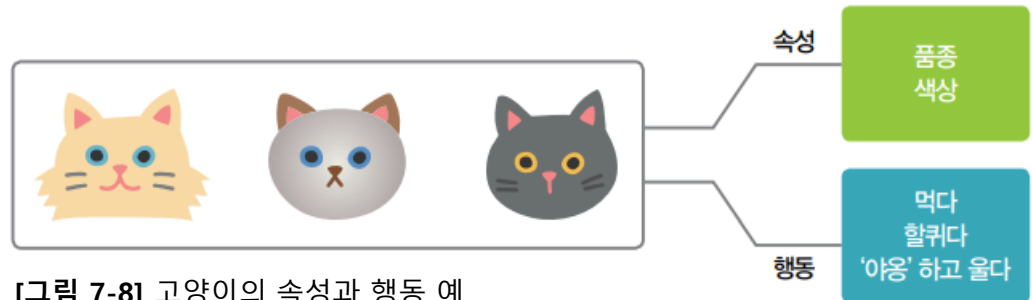 속성
품종
색상
행동
먹다
할퀴다
‘야옹’ 하고 울다
[그림 7-8] 고양이의 속성과 행동 예